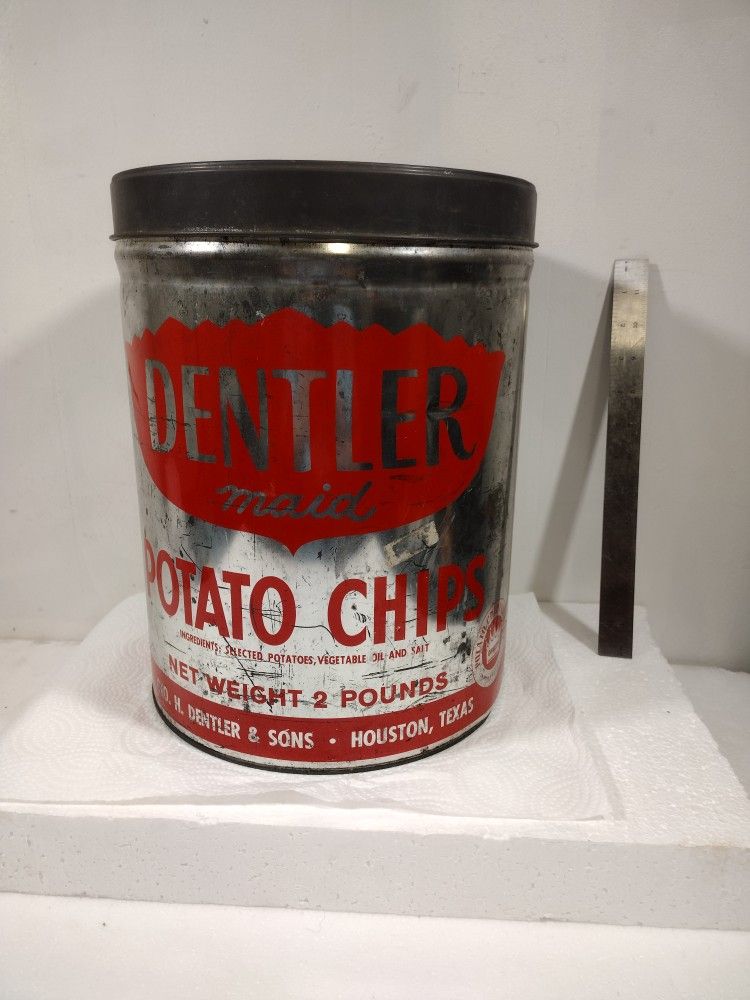 DENTLER
maid
POTATO CHIPS
INGREDIENTS: SELECTED POTATOES, VEGETABLE OIL AND SALT
NET WEIGHT 2 POUNDS
O. H. DENTLER & SONS • HOUSTON, TEXAS